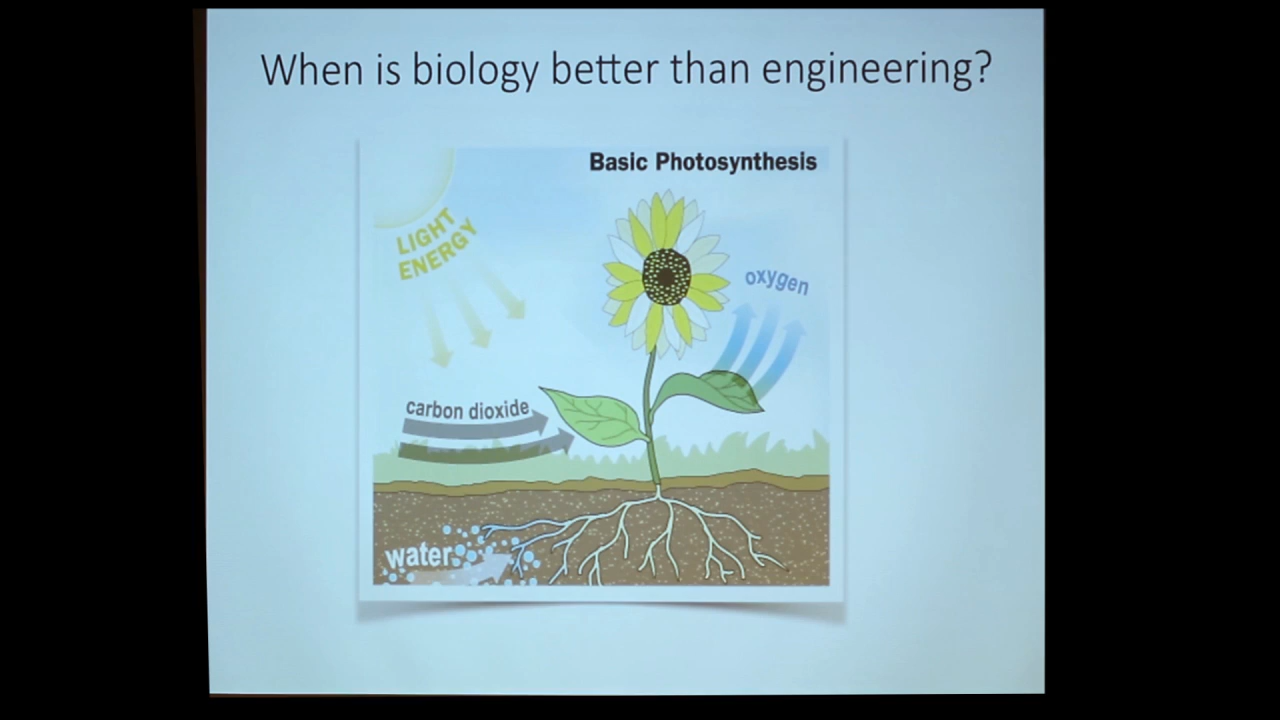 When is biology better than engineering?
Basic Photosynthesis
LIGHT
ENERGY
oxygen
carbon dioxide
water